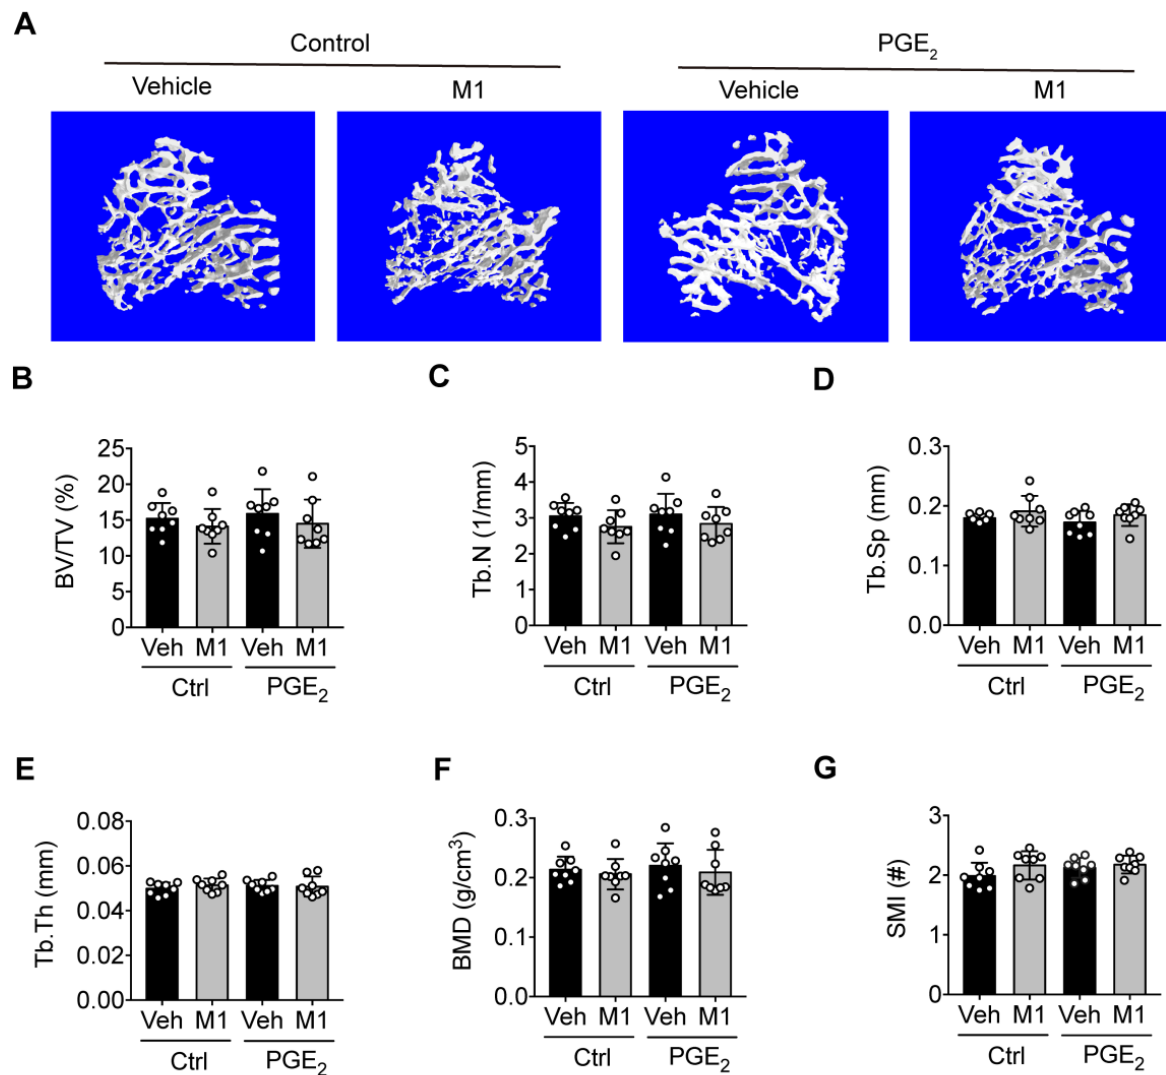 A
Control
PGE₂
Vehicle
M1
Vehicle
M1
B
C
D
BV/TV (%)
25
20
15
10
5
0
Veh M1 Veh M1
Ctrl PGE₂
Tb.N (1/mm)
5
4
3
2
1
0
Veh M1 Veh M1
Ctrl PGE₂
Tb.Sp (mm)
0.3
0.2
0.1
0.0
Veh M1 Veh M1
Ctrl PGE₂
E
F
G
Tb.Th (mm)
0.08
0.06
0.04
0.02
0.00
Veh M1 Veh M1
Ctrl PGE₂
BMD (g/cm³)
0.3
0.2
0.1
0.0
Veh M1 Veh M1
Ctrl PGE₂
SMI (#)
3
2
1
0
Veh M1 Veh M1
Ctrl PGE₂